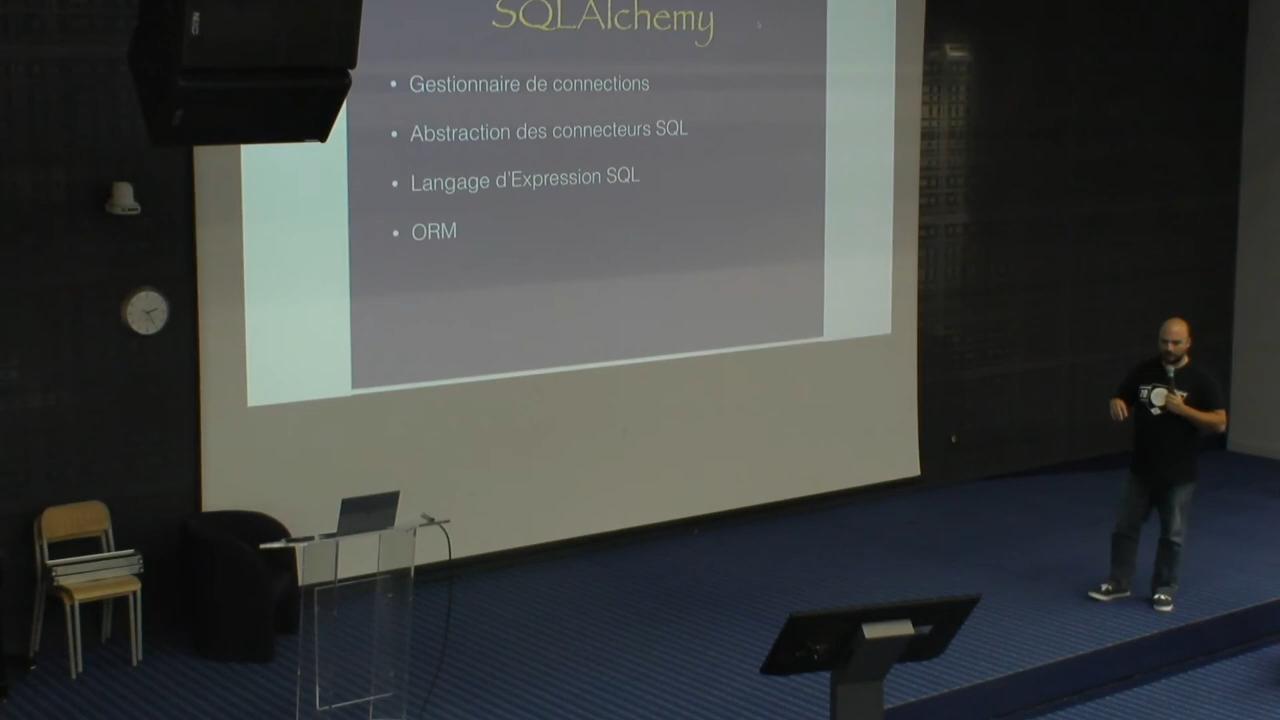 SQLAlchemy
• Gestionnaire de connections
• Abstraction des connecteurs SQL
• Langage d'Expression SQL
• ORM